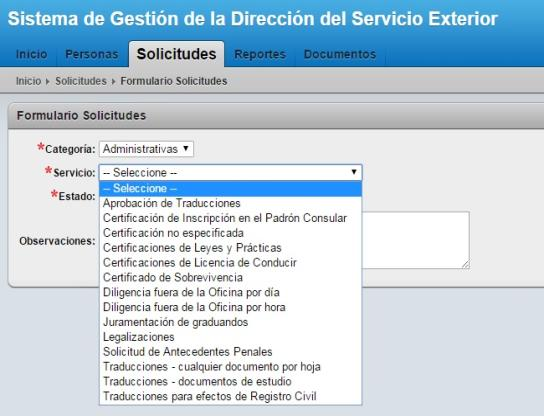 Sistema de Gestión de la Dirección del Servicio Exterior
Inicio Personas Solicitudes Reportes Documentos
Inicio Solicitudes Formulario Solicitudes
Formulario Solicitudes
*Categoría: Administrativas
*Servicio: -- Seleccione --
*Estado:
Observaciones:
-- Seleccione --
Aprobación de Traducciones
Certificación de Inscripción en el Padrón Consular
Certificación no especificada
Certificaciones de Leyes y Prácticas
Certificaciones de Licencia de Conducir
Certificado de Sobrevivencia
Diligencia fuera de la Oficina por día
Diligencia fuera de la Oficina por hora
Juramentación de graduandos
Legalizaciones
Solicitud de Antecedentes Penales
Traducciones - cualquier documento por hoja
Traducciones - documentos de estudio
Traducciones para efectos de Registro Civil